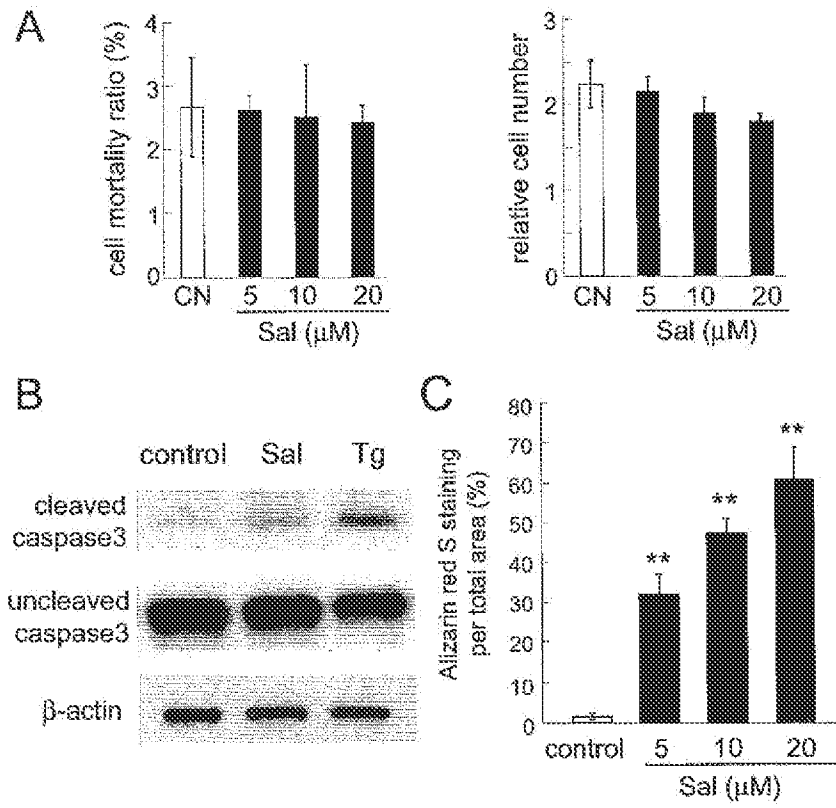 A
cell mortality ratio (%)
4
3
2
1
0
CN 5 10 20
Sal (μM)
relative cell number
3
2
1
0
CN 5 10 20
Sal (μM)
B
control Sal Tg
cleaved
caspase3
uncleaved
caspase3
β-actin
C
Alizarin red S staining
per total area (%)
80
70
60
50
40
30
20
10
0
**
**
**
control 5 10 20
Sal (μM)